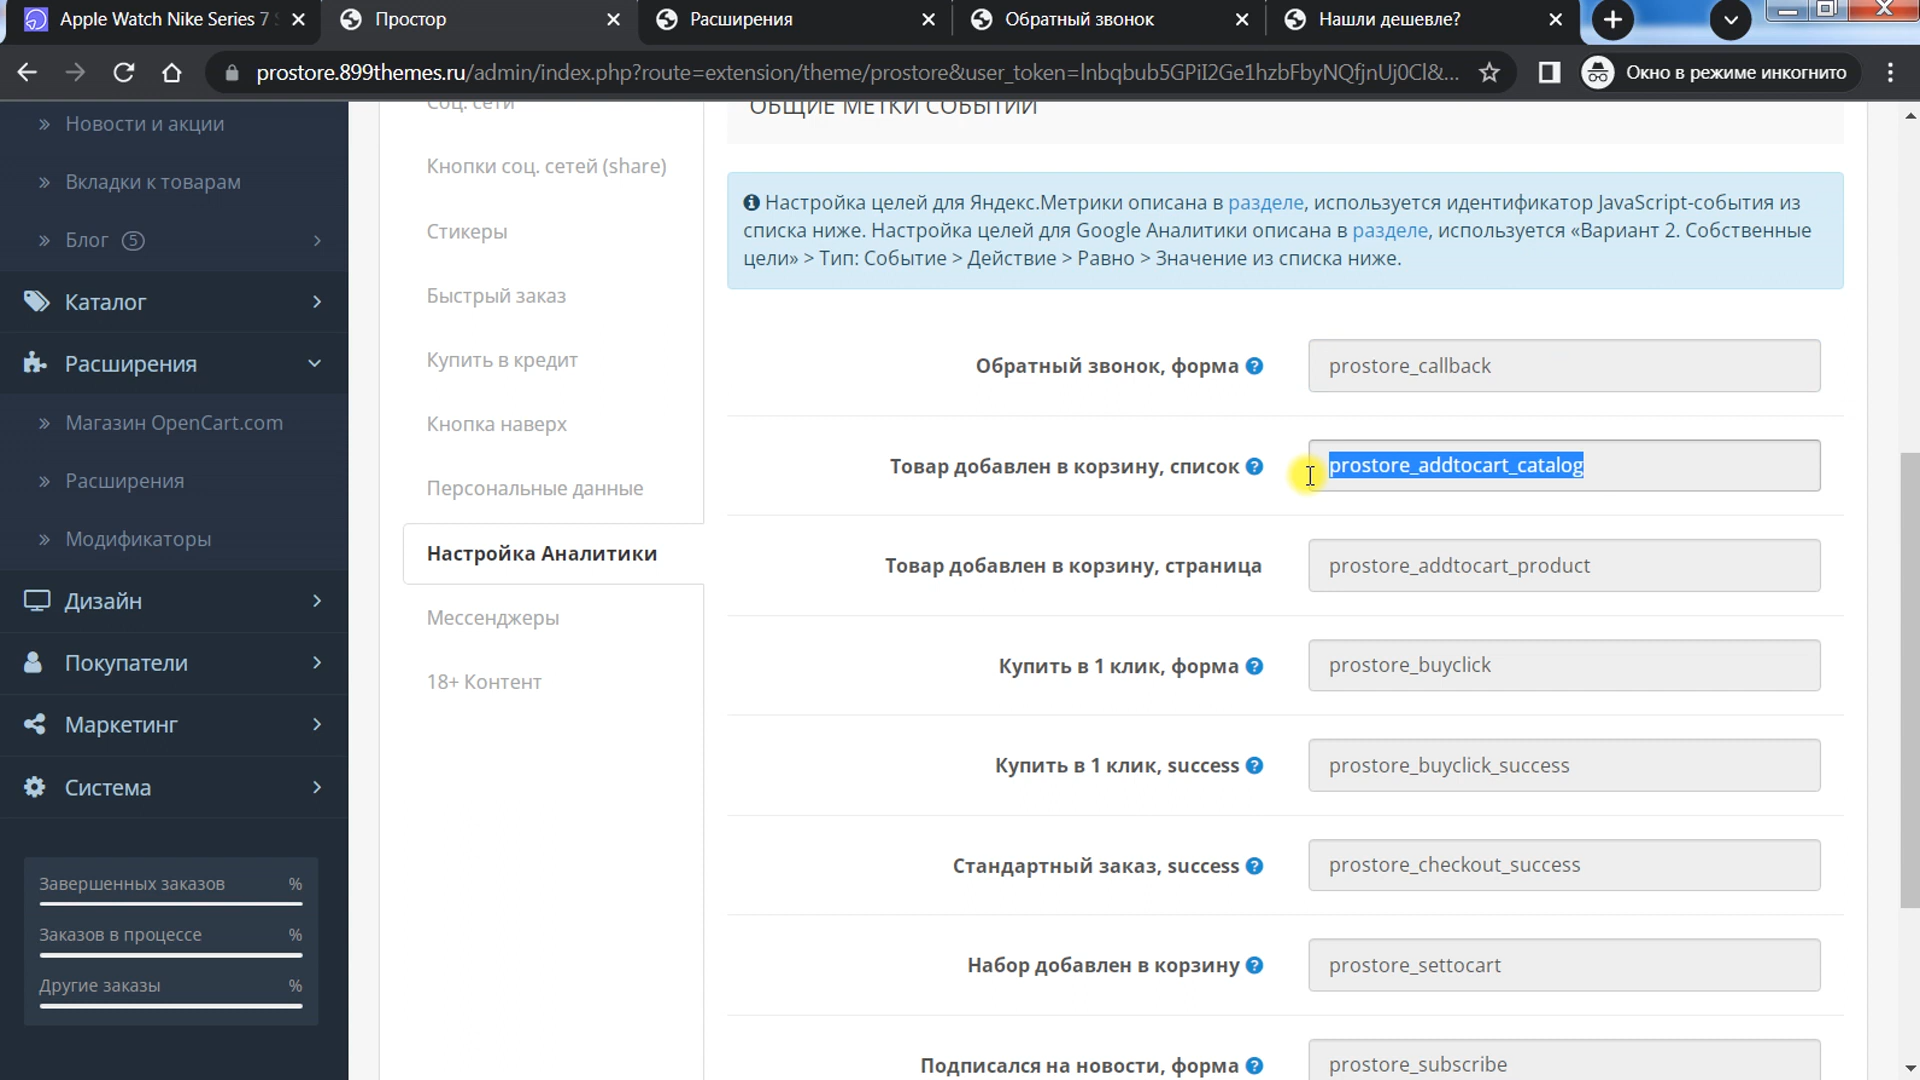 Apple Watch Nike Series 7
Простор
Расширения
Обратный звонок
Нашли дешевле?
prostore.899themes.ru/admin/index.php?route=extension/theme/prostore&user_token=lnbqbub5GPiI2Ge1hzbFbyNQfjnUj0Cl&...
Окно в режиме инкогнито
Новости и акции
Вкладки к товарам
Блог 5
Каталог
Расширения
Магазин OpenCart.com
Расширения
Модификаторы
Дизайн
Покупатели
Маркетинг
Система
Завершенных заказов %
Заказов в процессе %
Другие заказы %
Соц. сети
Кнопки соц. сетей (share)
Стикеры
Быстрый заказ
Купить в кредит
Кнопка наверх
Персональные данные
Настройка Аналитики
Мессенджеры
18+ Контент
ОБЩИЕ МЕТКИ СОБЫТИЙ
Настройка целей для Яндекс.Метрики описана в разделе, используется идентификатор JavaScript-события из
списка ниже. Настройка целей для Google Аналитики описана в разделе, используется «Вариант 2. Собственные
цели» > Тип: Событие > Действие > Равно > Значение из списка ниже.
Обратный звонок, форма ? prostore_callback
Товар добавлен в корзину, список ? prostore_addtocart_catalog
Товар добавлен в корзину, страница prostore_addtocart_product
Купить в 1 клик, форма ? prostore_buyclick
Купить в 1 клик, success ? prostore_buyclick_success
Стандартный заказ, success ? prostore_checkout_success
Набор добавлен в корзину ? prostore_settocart
Подписался на новости, форма ? prostore_subscribe